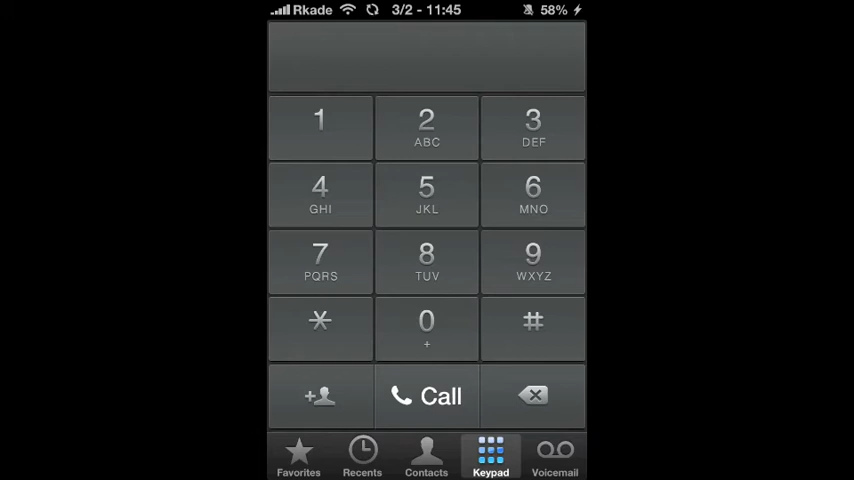 Rkade 3/2 - 11:45 58%
1 2 3
ABC DEF
4 5 6
GHI JKL MNO
7 8 9
PQRS TUV WXYZ
* 0 #
+
+ Call
Favorites Recents Contacts Keypad Voicemail